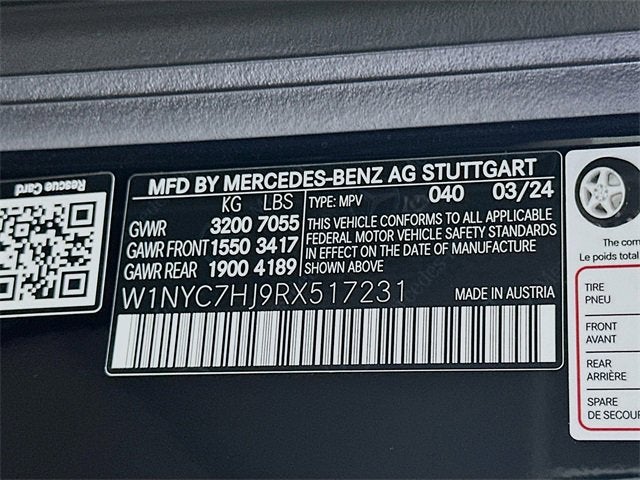 Rescue Card
MFD BY MERCEDES-BENZ AG STUTTGART
KG LBS TYPE: MPV 040 03/24
GVWR 3200 7055
GAWR FRONT 1550 3417
GAWR REAR 1900 4189
THIS VEHICLE CONFORMS TO ALL APPLICABLE
FEDERAL MOTOR VEHICLE SAFETY STANDARDS
IN EFFECT ON THE DATE OF MANUFACTURE
SHOWN ABOVE
W1NYC7HJ9RX517231 MADE IN AUSTRIA
The com
Le poids total
TIRE
PNEU
FRONT
AVANT
REAR
ARRIÈRE
SPARE
DE SECOUR